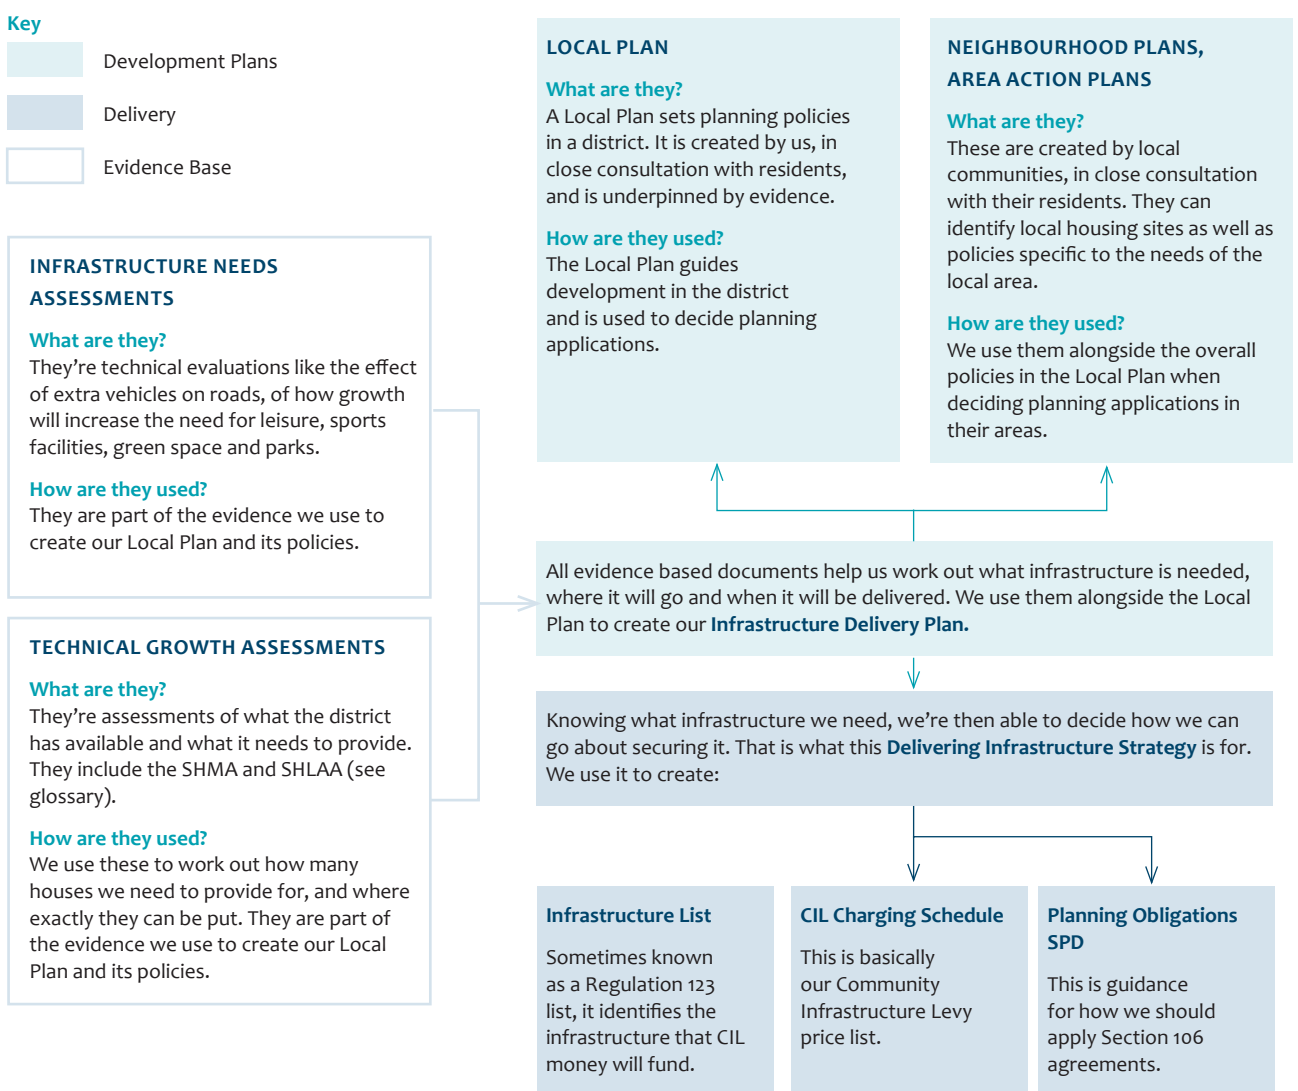 Key
Development Plans
Delivery
Evidence Base
INFRASTRUCTURE NEEDS
ASSESSMENTS
What are they?
They’re technical evaluations like the effect
of extra vehicles on roads, of how growth
will increase the need for leisure, sports
facilities, green space and parks.
How are they used?
They are part of the evidence we use to
create our Local Plan and its policies.
TECHNICAL GROWTH ASSESSMENTS
What are they?
They’re assessments of what the district
has available and what it needs to provide.
They include the SHMA and SHLAA (see
glossary).
How are they used?
We use these to work out how many
houses we need to provide for, and where
exactly they can be put. They are part of
the evidence we use to create our Local
Plan and its policies.
LOCAL PLAN
What are they?
A Local Plan sets planning policies
in a district. It is created by us, in
close consultation with residents,
and is underpinned by evidence.
How are they used?
The Local Plan guides
development in the district
and is used to decide planning
applications.
NEIGHBOURHOOD PLANS,
AREA ACTION PLANS
What are they?
These are created by local
communities, in close consultation
with their residents. They can
identify local housing sites as well as
policies specific to the needs of the
local area.
How are they used?
We use them alongside the overall
policies in the Local Plan when
deciding planning applications in
their areas.
All evidence based documents help us work out what infrastructure is needed,
where it will go and when it will be delivered. We use them alongside the Local
Plan to create our Infrastructure Delivery Plan.
Knowing what infrastructure we need, we’re then able to decide how we can
go about securing it. That is what this Delivering Infrastructure Strategy is for.
We use it to create:
Infrastructure List
Sometimes known
as a Regulation 123
list, it identifies the
infrastructure that CIL
money will fund.
CIL Charging Schedule
This is basically
our Community
Infrastructure Levy
price list.
Planning Obligations
SPD
This is guidance
for how we should
apply Section 106
agreements.